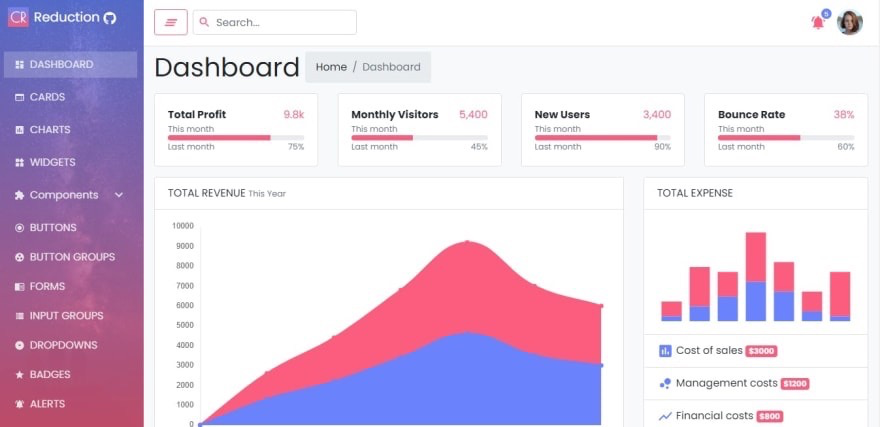 CR Reduction
Search...
5
DASHBOARD
CARDS
CHARTS
WIDGETS
Components
BUTTONS
BUTTON GROUPS
FORMS
INPUT GROUPS
DROPDOWNS
BADGES
ALERTS
Dashboard
Home / Dashboard
Total Profit 9.8k
This month
Last month 75%
Monthly Visitors 5,400
This month
Last month 45%
New Users 3,400
This month
Last month 90%
Bounce Rate 38%
This month
Last month 60%
TOTAL REVENUE This Year
10000
9000
8000
7000
6000
5000
4000
3000
2000
1000
0
TOTAL EXPENSE
Cost of sales $3000
Management costs $1200
Financial costs $800